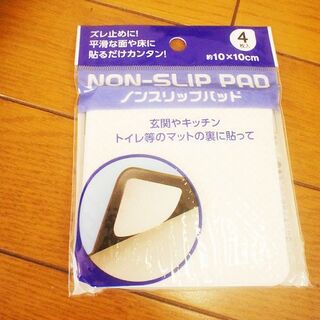 ズレ止めに!
平滑な面や床に
貼るだけカンタン!
4
枚入
約10×10cm
NON-SLIP PAD
ノンスリップパッド
玄関やキッチン
トイレ等のマットの裏に貼って